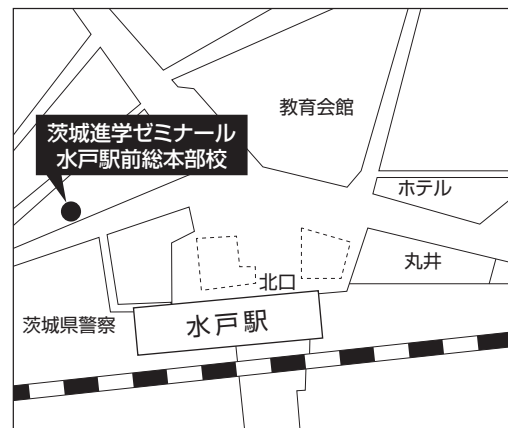 教育会館
茨城進学ゼミナール
水戸駅前総本部校
ホテル
丸井
北口
茨城県警察
水戸駅